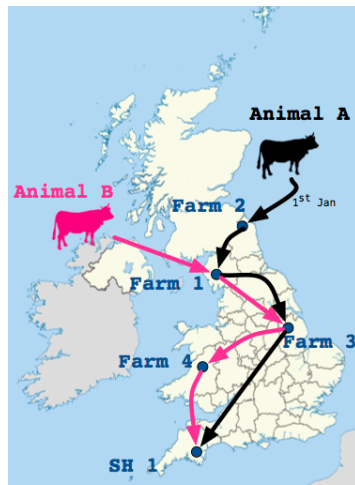 Animal A
1st Jan
Animal B
Farm 2
Farm 1
Farm 3
Farm 4
SH 1